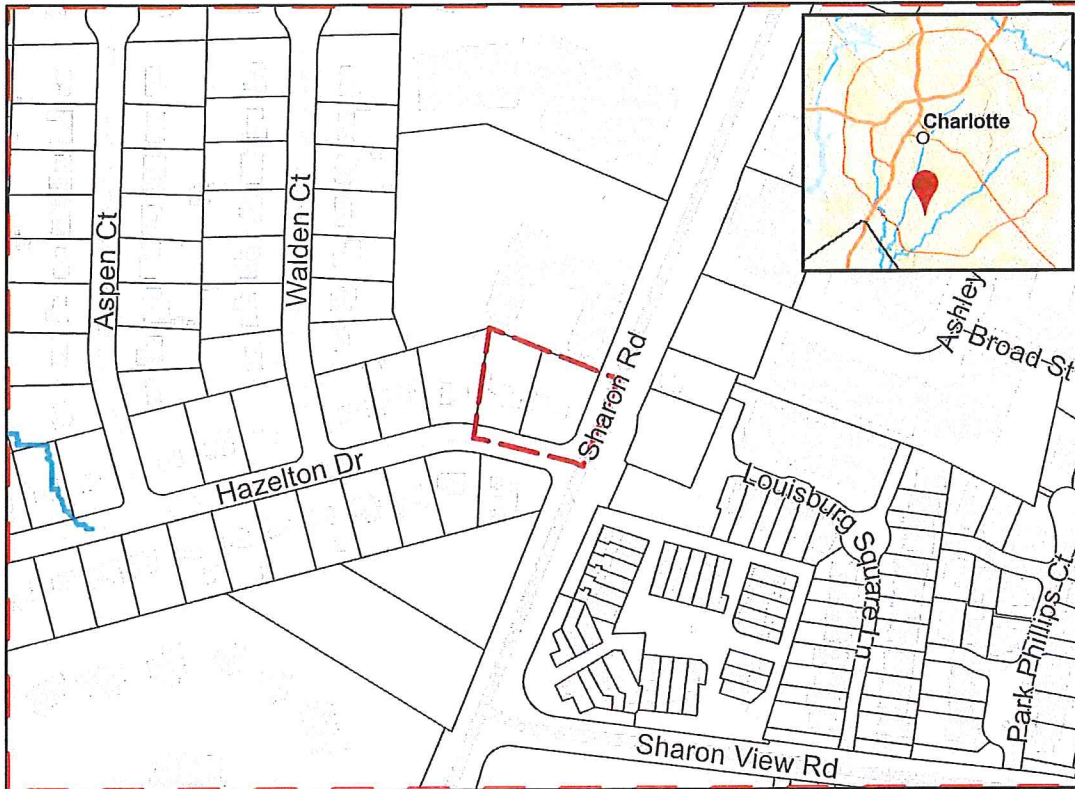 Charlotte
Aspen Ct
Walden Ct
Sharon Rd
Ashley
Broad St
Hazelton Dr
Louisburg Square Ln
Park Phillips Ct
Sharon View Rd